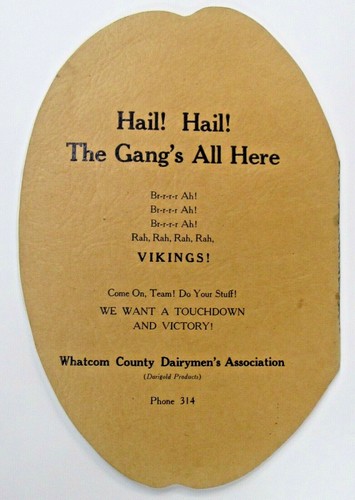 Hail! Hail!
The Gang's All Here
Br-r-r-r Ah!
Br-r-r-r Ah!
Br-r-r-r Ah!
Rah, Rah, Rah, Rah,
VIKINGS!
Come On, Team! Do Your Stuff!
WE WANT A TOUCHDOWN
AND VICTORY!
Whatcom County Dairymen's Association
(Darigold Products)
Phone 314